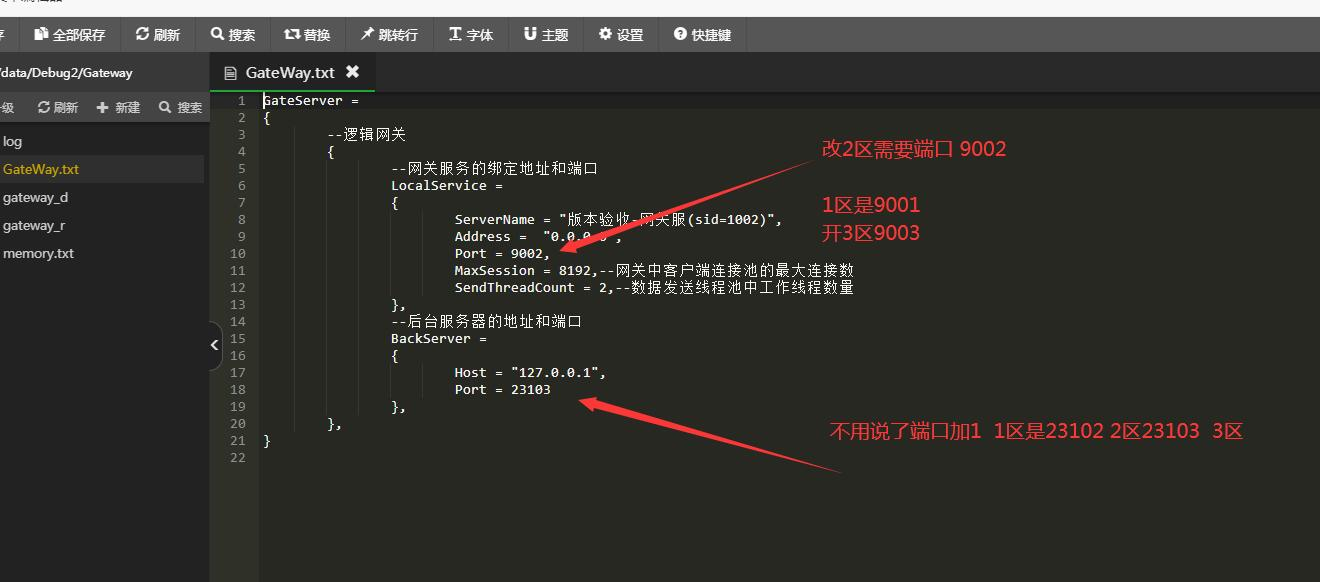 全部保存 刷新 搜索 替换 跳转行 字体 主题 设置 快捷键
/data/Debug2/Gateway
GateWay.txt
级 刷新 新建 搜索
log
GateWay.txt
gateway_d
gateway_r
memory.txt
1 GateServer =
2 {
3 --逻辑网关
4 {
5 --网关服务的绑定地址和端口
6 LocalService =
7 {
8 ServerName = "版本验收-网关服(sid=1002)",
9 Address = "0.0.0.0",
10 Port = 9002,
11 MaxSession = 8192,--网关中客户端连接池的最大连接数
12 SendThreadCount = 2,--数据发送线程池中工作线程数量
13 },
14 --后台服务器的地址和端口
15 BackServer =
16 {
17 Host = "127.0.0.1",
18 Port = 23103
19 },
20 },
21 }
22
改2区需要端口 9002
1区是9001
开3区9003
不用说了端口加1 1区是23102 2区23103 3区